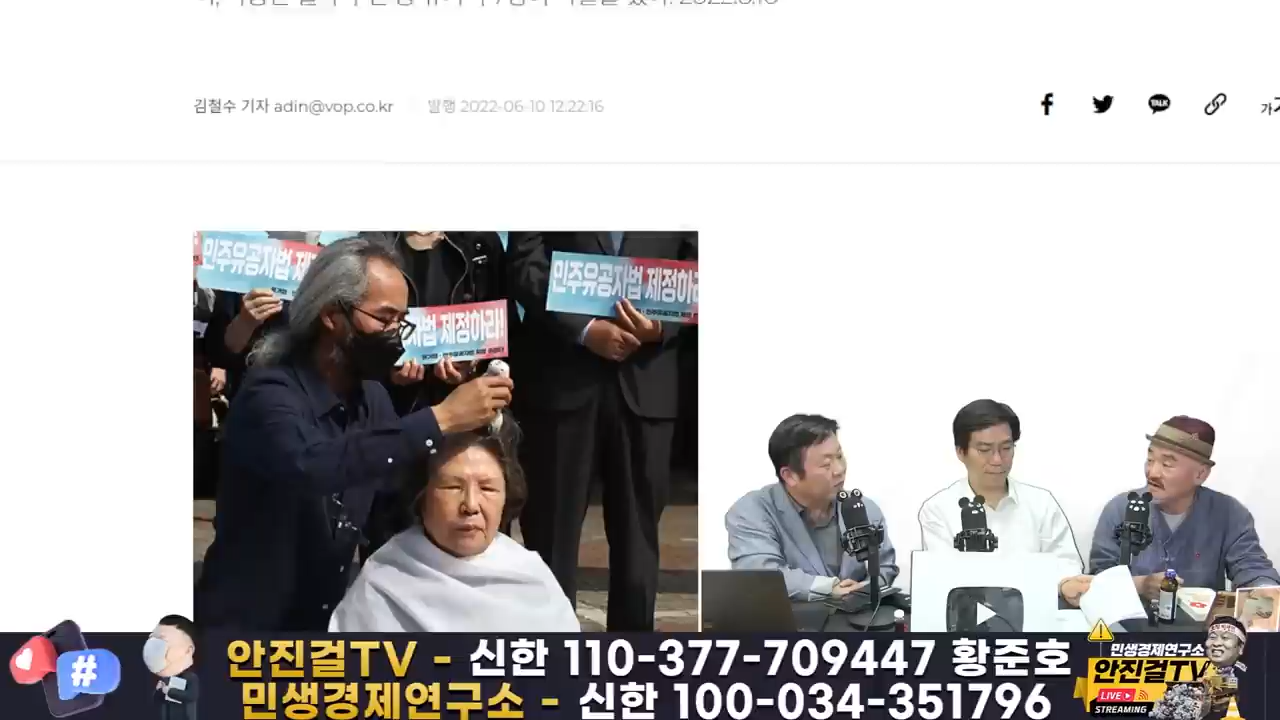 김철수 기자 adin@vop.co.kr
발행 2022-06-10 12:22:16
TALK
민주유공자법 제
민주유공자법 제정하라
자법 제정하라!
#
안진걸TV - 신한 110-377-709447 황준호
민생경제연구소 - 신한 100-034-351796
민생경제연구소
안진걸TV
LIVE
STREAMING